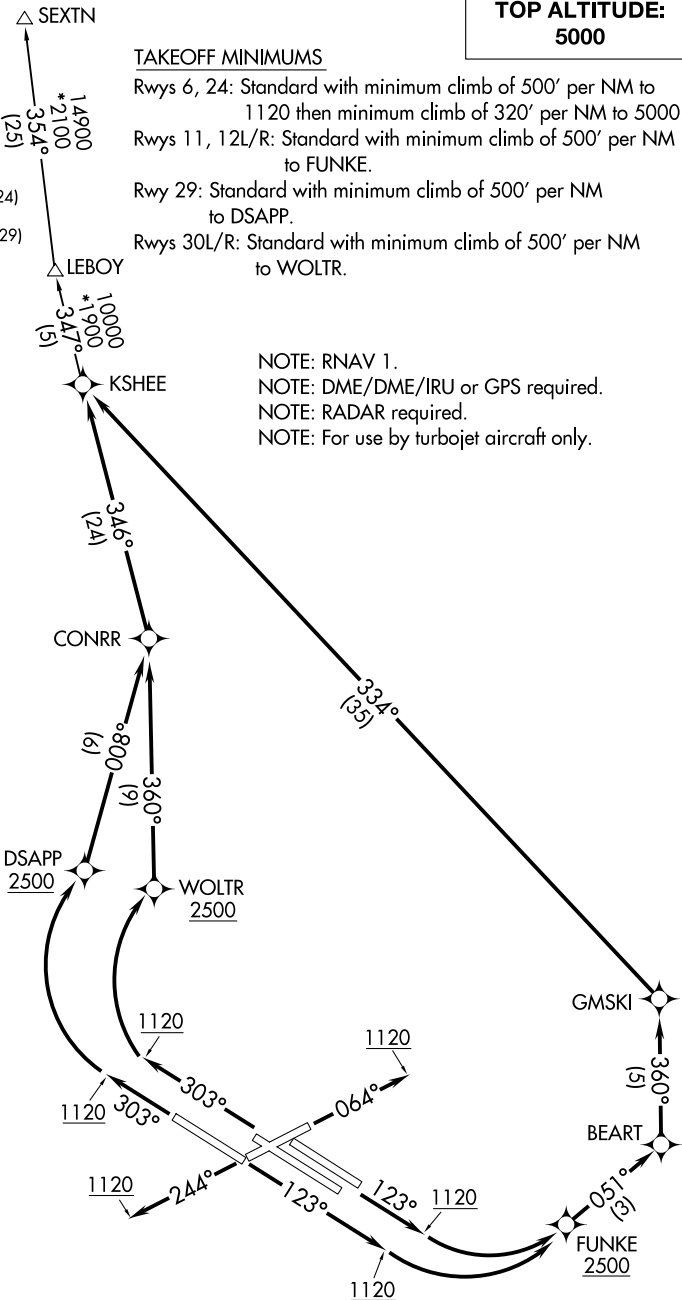 TOP ALTITUDE:
5000
SEXTN
TAKEOFF MINIMUMS
Rwys 6, 24: Standard with minimum climb of 500' per NM to
1120 then minimum climb of 320' per NM to 5000
Rwys 11, 12L/R: Standard with minimum climb of 500' per NM
to FUNKE.
Rwy 29: Standard with minimum climb of 500' per NM
to DSAPP.
Rwys 30L/R: Standard with minimum climb of 500' per NM
to WOLTR.
14900
*2100
354°
(25)
24)
29)
LEBOY
10000
*1900
347°
(5)
KSHEE
NOTE: RNAV 1.
NOTE: DME/DME/IRU or GPS required.
NOTE: RADAR required.
NOTE: For use by turbojet aircraft only.
346°
(24)
CONRR
334°
(35)
008°
(6)
360°
(9)
DSAPP
2500
WOLTR
2500
GMSKI
1120
1120
360°
(5)
303°
064°
1120
303°
BEART
1120
244°
123°
123°
1120
051°
(3)
FUNKE
2500
1120